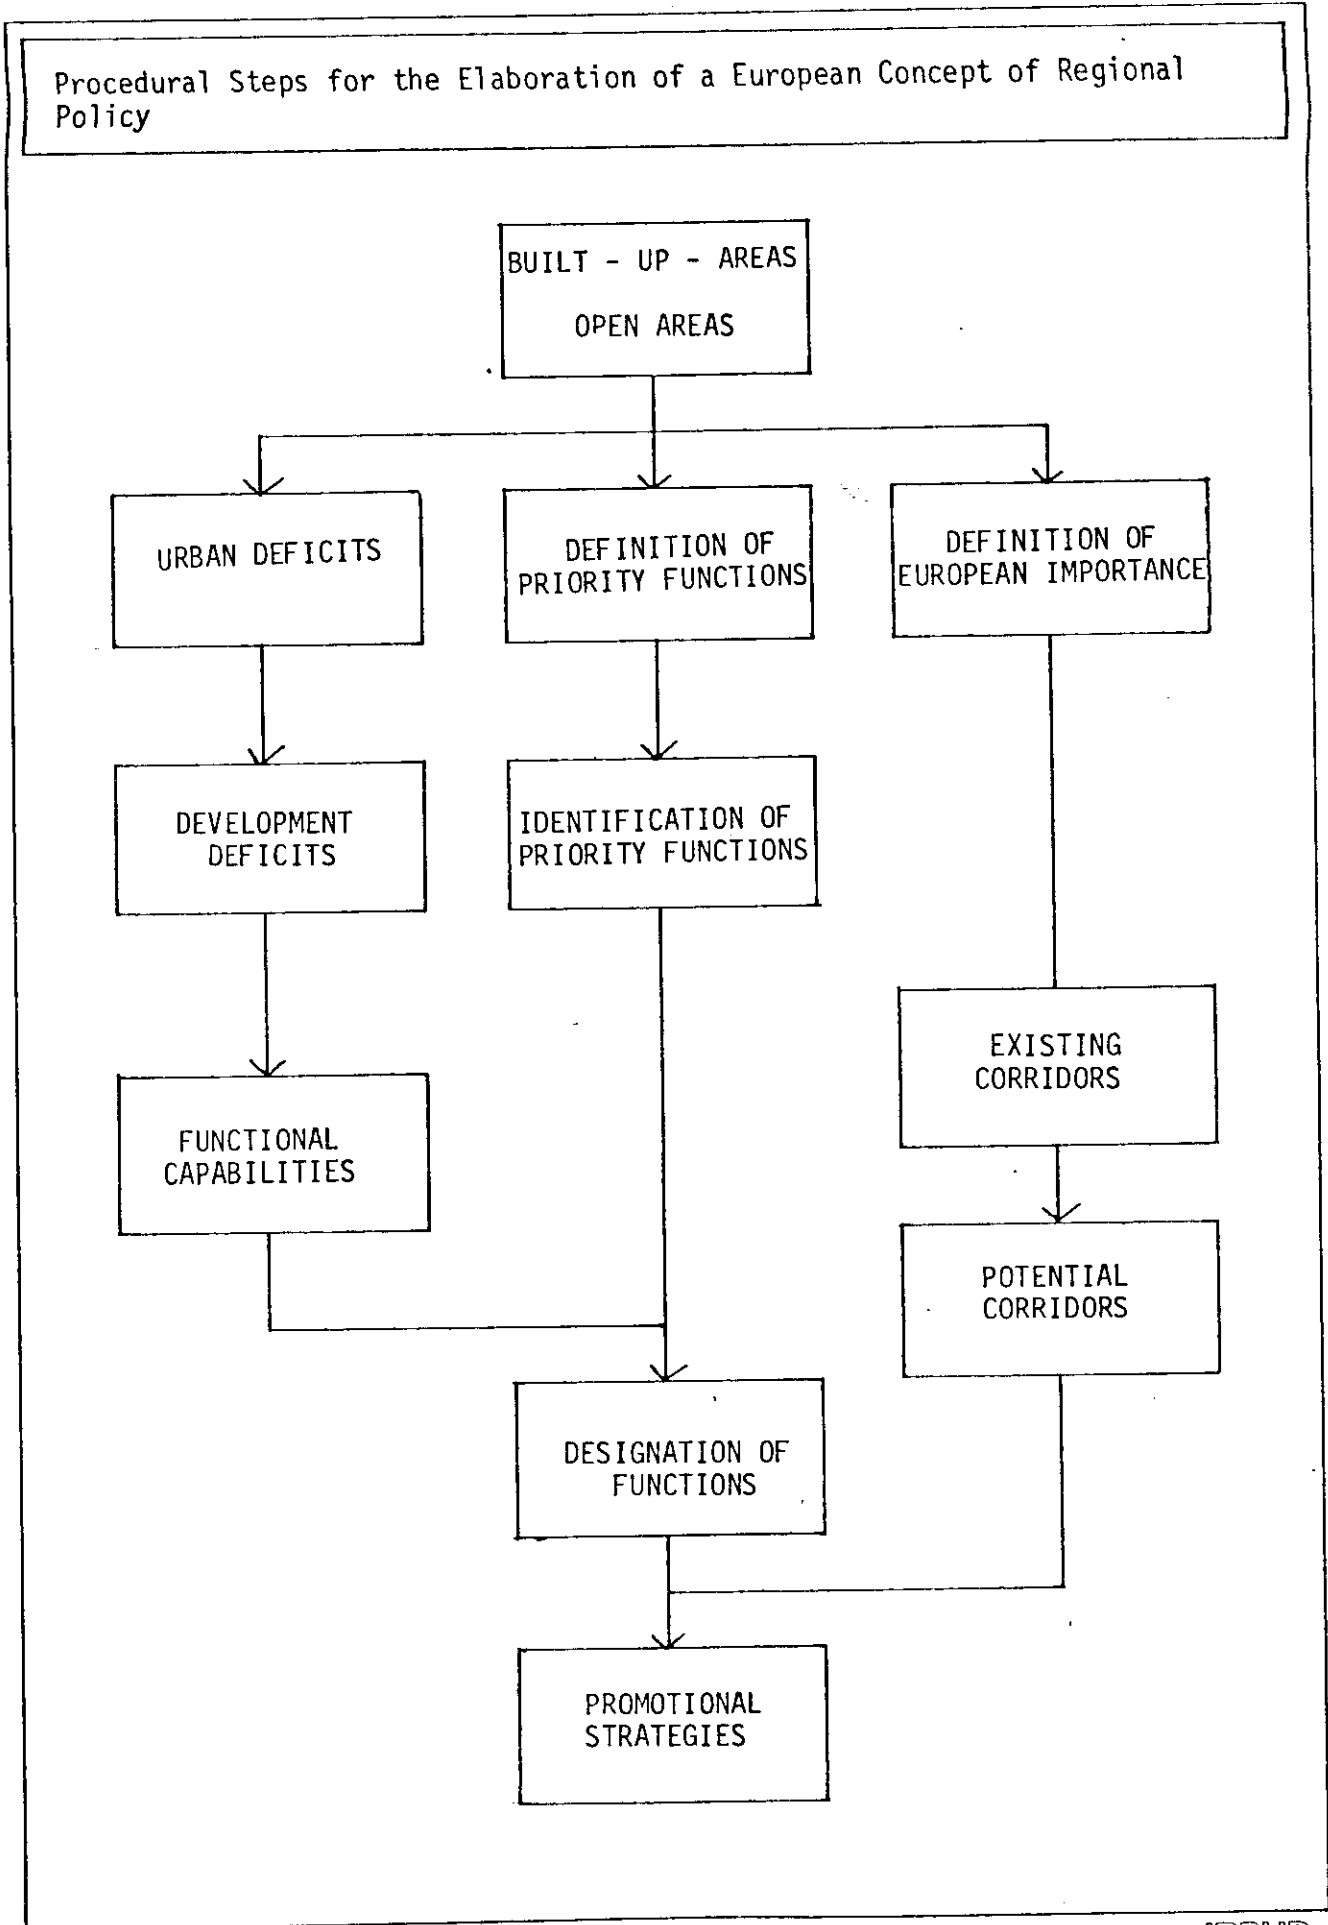 Procedural Steps for the Elaboration of a European Concept of Regional
Policy
BUILT - UP - AREAS
OPEN AREAS
URBAN DEFICITS
DEFINITION OF
PRIORITY FUNCTIONS
DEFINITION OF
EUROPEAN IMPORTANCE
DEVELOPMENT
DEFICITS
IDENTIFICATION OF
PRIORITY FUNCTIONS
EXISTING
CORRIDORS
FUNCTIONAL
CAPABILITIES
POTENTIAL
CORRIDORS
DESIGNATION OF
FUNCTIONS
PROMOTIONAL
STRATEGIES